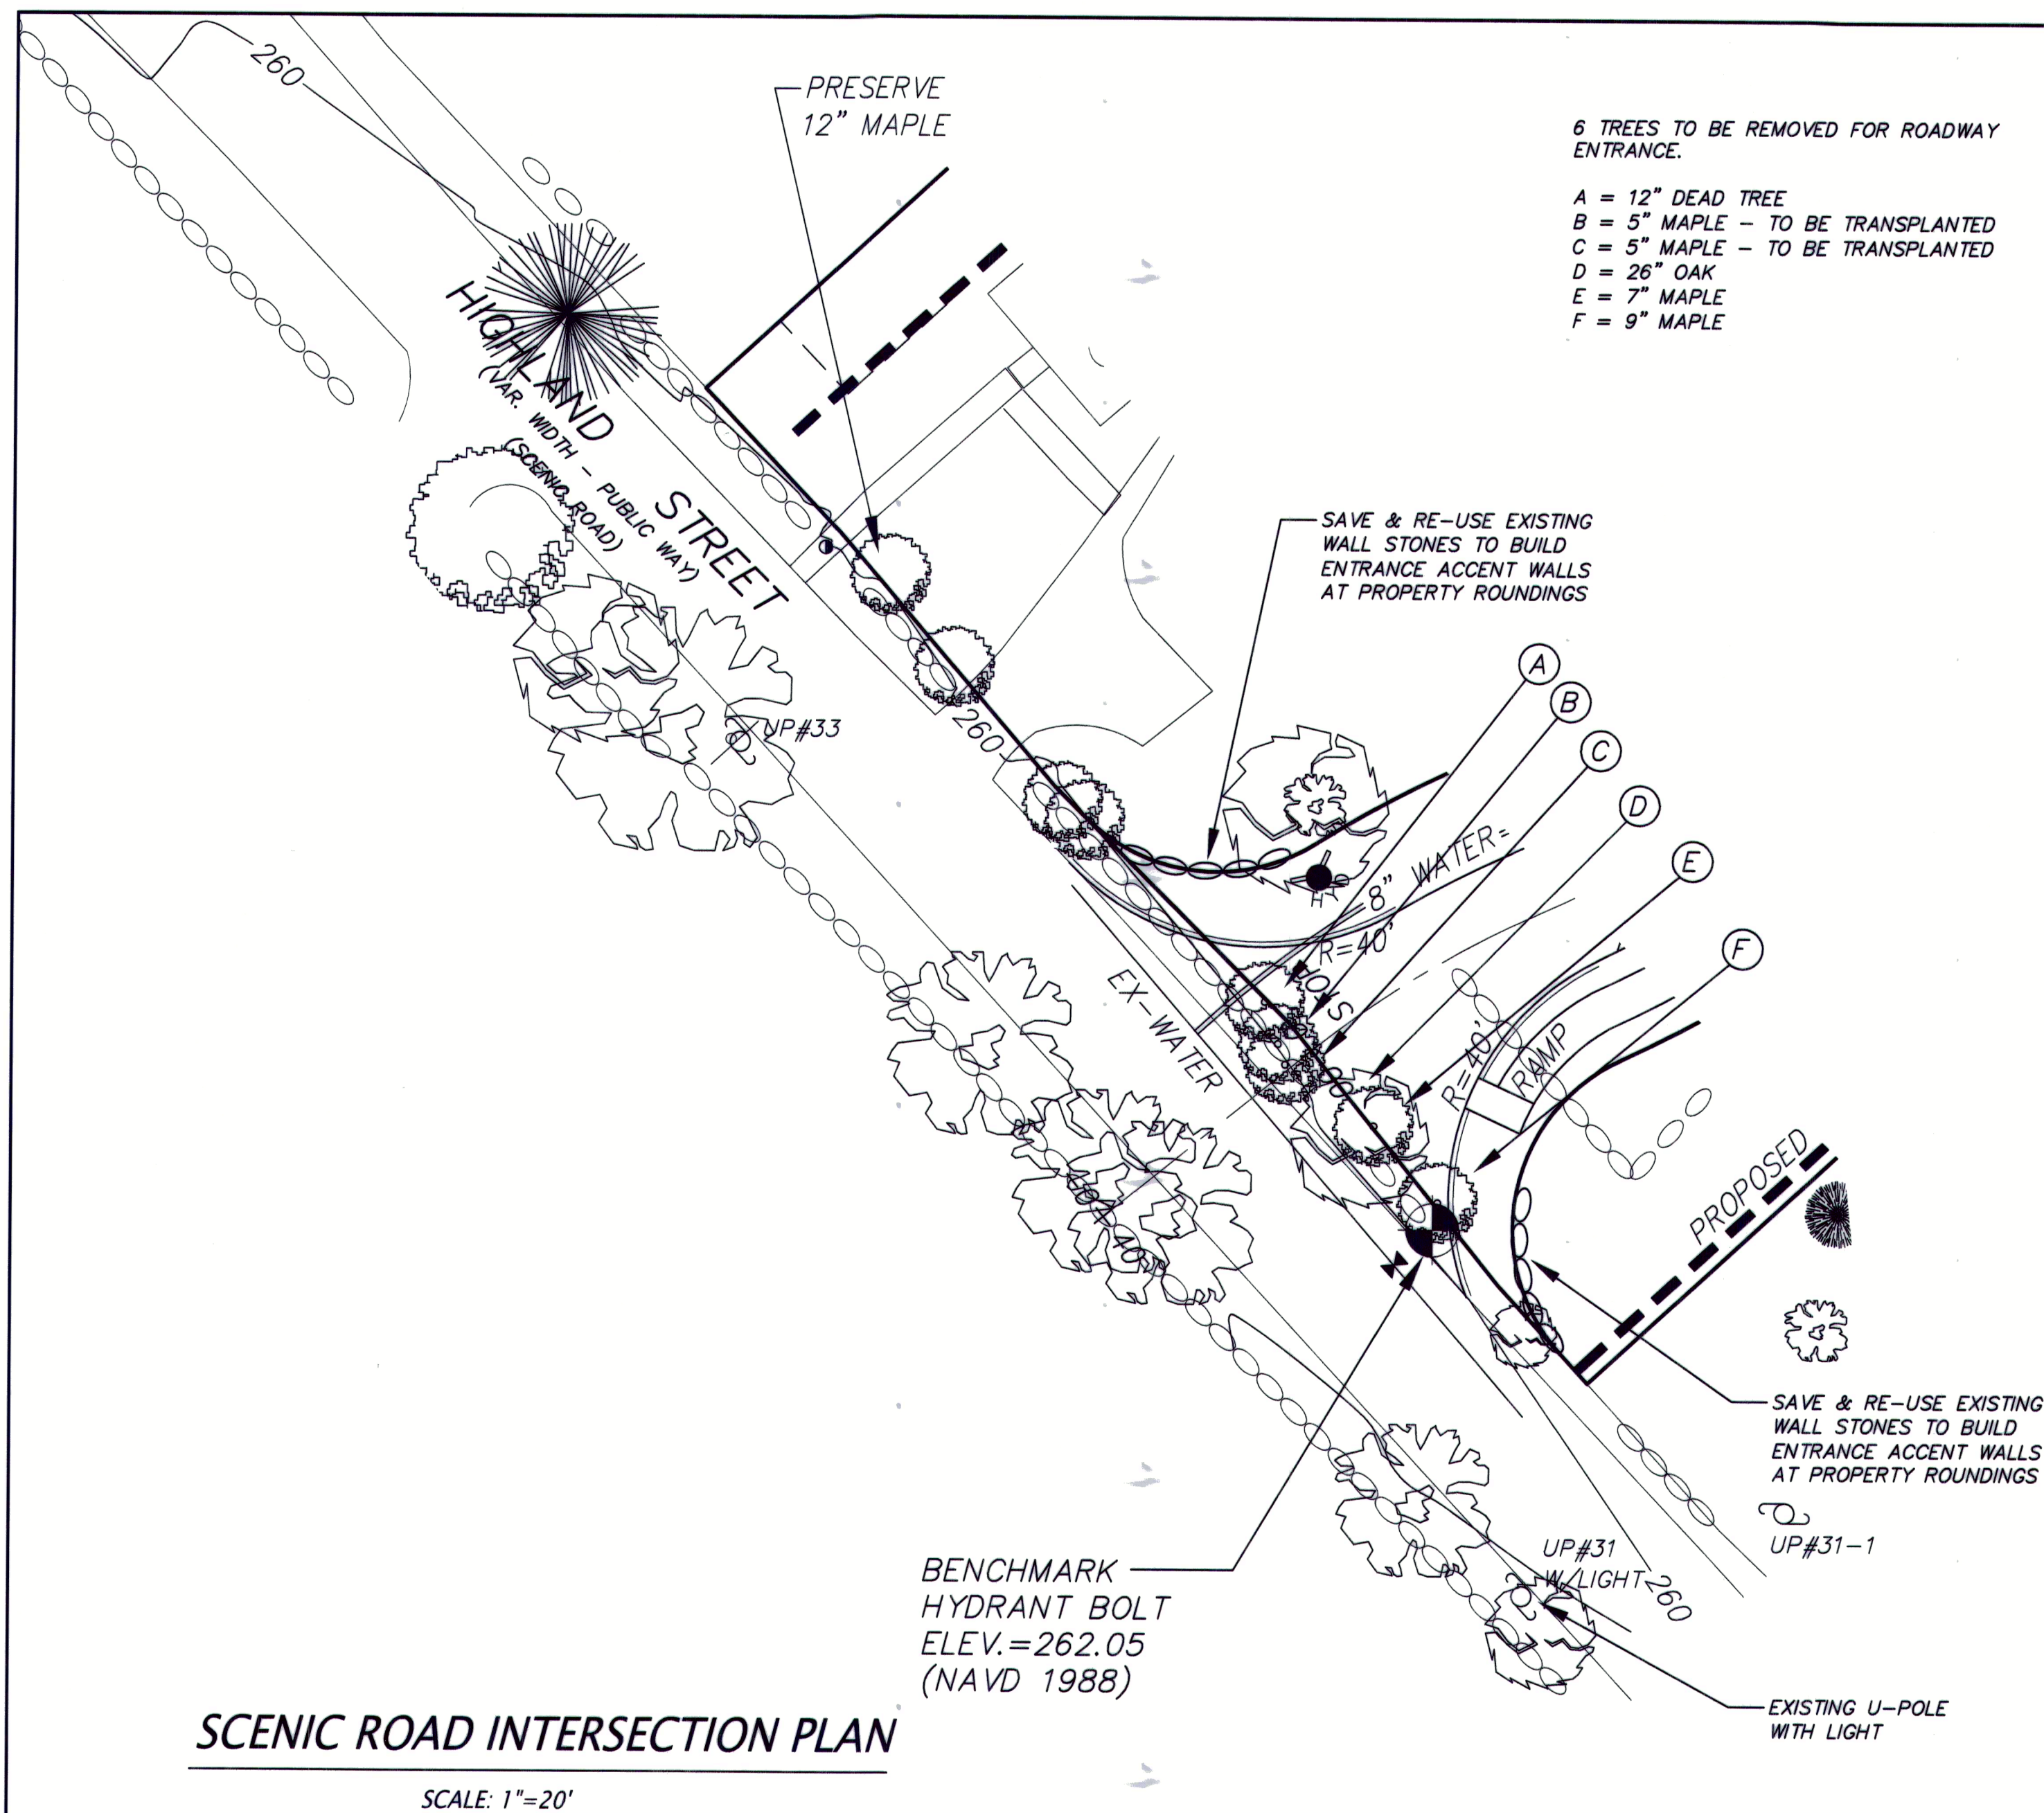 260
PRESERVE
12" MAPLE
6 TREES TO BE REMOVED FOR ROADWAY
ENTRANCE.
A = 12" DEAD TREE
B = 5" MAPLE - TO BE TRANSPLANTED
C = 5" MAPLE - TO BE TRANSPLANTED
D = 26" OAK
E = 7" MAPLE
F = 9" MAPLE
HIGHLAND STREET
(VAR. WIDTH - PUBLIC WAY)
(SCENIC ROAD)
SAVE & RE-USE EXISTING
WALL STONES TO BUILD
ENTRANCE ACCENT WALLS
AT PROPERTY ROUNDINGS
A
B
C
D
E
F
UP#33
260
8" WATER=
R=40'
HYD
STOP
EX-WATER
R=40'
RAMP
PROPOSED
SAVE & RE-USE EXISTING
WALL STONES TO BUILD
ENTRANCE ACCENT WALLS
AT PROPERTY ROUNDINGS
UP#31-1
UP#31
W/LIGHT
260
BENCHMARK
HYDRANT BOLT
ELEV.=262.05
(NAVD 1988)
EXISTING U-POLE
WITH LIGHT
SCENIC ROAD INTERSECTION PLAN
SCALE: 1"=20'